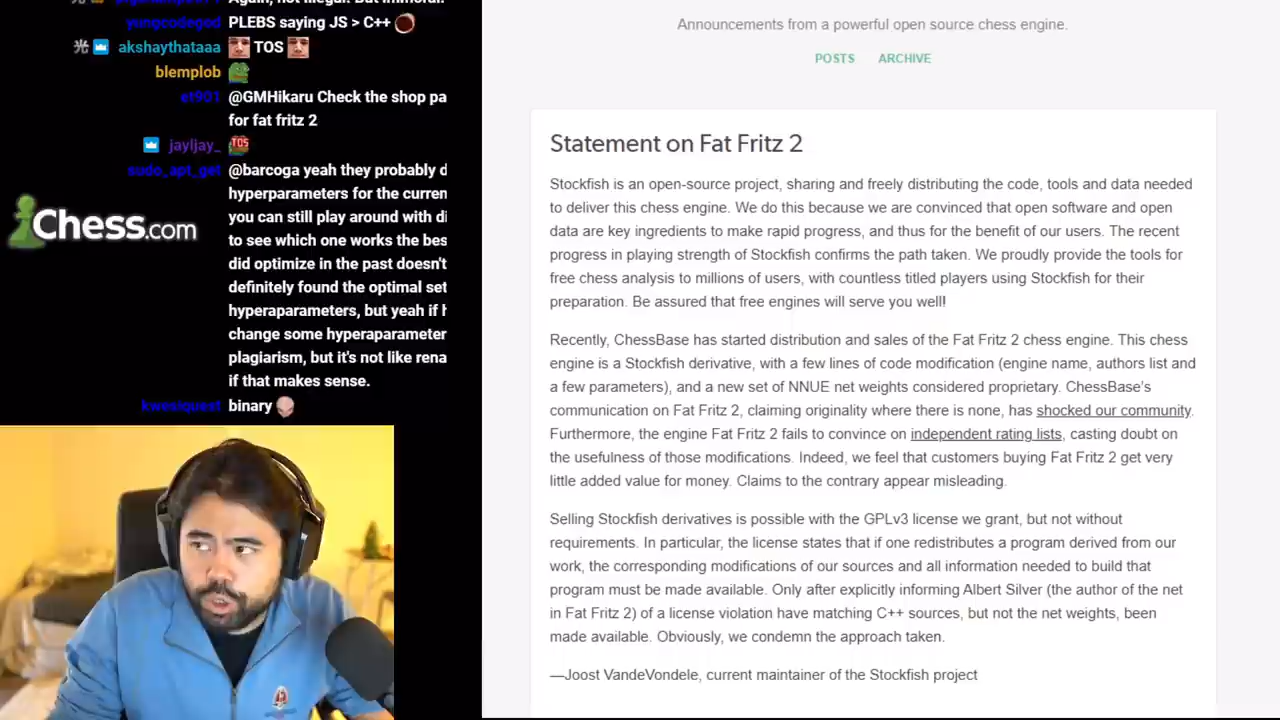 yungcodegod PLEBS saying JS > C++
akshaythataaa TOS
blemplob
et901 @GMHikaru Check the shop pa
for fat fritz 2
jayljay_ TOS
sudo_apt_get @barcoga yeah they probably d
hyperparameters for the curren
you can still play around with di
to see which one works the bes
did optimize in the past doesn't
definitely found the optimal set
hyperaparameters, but yeah if h
change some hyperaparameter
plagiarism, but it's not like rena
if that makes sense.
kwesiquest binary
Chess.com
Announcements from a powerful open source chess engine.
POSTS ARCHIVE
Statement on Fat Fritz 2
Stockfish is an open-source project, sharing and freely distributing the code, tools and data needed
to deliver this chess engine. We do this because we are convinced that open software and open
data are key ingredients to make rapid progress, and thus for the benefit of our users. The recent
progress in playing strength of Stockfish confirms the path taken. We proudly provide the tools for
free chess analysis to millions of users, with countless titled players using Stockfish for their
preparation. Be assured that free engines will serve you well!
Recently, ChessBase has started distribution and sales of the Fat Fritz 2 chess engine. This chess
engine is a Stockfish derivative, with a few lines of code modification (engine name, authors list and
a few parameters), and a new set of NNUE net weights considered proprietary. ChessBase's
communication on Fat Fritz 2, claiming originality where there is none, has shocked our community.
Furthermore, the engine Fat Fritz 2 fails to convince on independent rating lists, casting doubt on
the usefulness of those modifications. Indeed, we feel that customers buying Fat Fritz 2 get very
little added value for money. Claims to the contrary appear misleading.
Selling Stockfish derivatives is possible with the GPLv3 license we grant, but not without
requirements. In particular, the license states that if one redistributes a program derived from our
work, the corresponding modifications of our sources and all information needed to build that
program must be made available. Only after explicitly informing Albert Silver (the author of the net
in Fat Fritz 2) of a license violation have matching C++ sources, but not the net weights, been
made available. Obviously, we condemn the approach taken.
—Joost VandeVondele, current maintainer of the Stockfish project